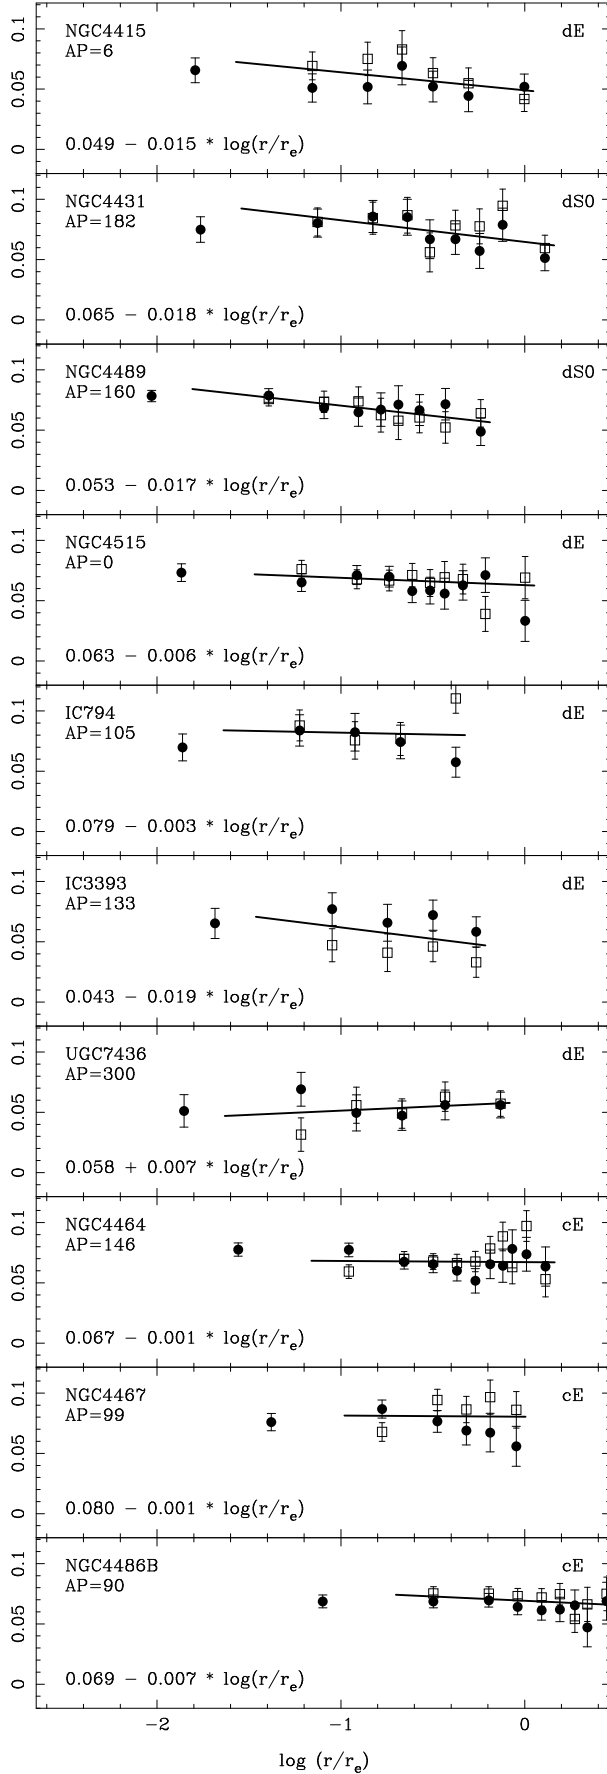 NGC4415 dE
AP=6
0.1
0.05
0
0.049 − 0.015 * log(r/re)
NGC4431 dS0
AP=182
0.1
0.05
0
0.065 − 0.018 * log(r/re)
NGC4489 dS0
AP=160
0.1
0.05
0
0.053 − 0.017 * log(r/re)
NGC4515 dE
AP=0
0.1
0.05
0
0.063 − 0.006 * log(r/re)
IC794 dE
AP=105
0.1
0.05
0
0.079 − 0.003 * log(r/re)
IC3393 dE
AP=133
0.1
0.05
0
0.043 − 0.019 * log(r/re)
UGC7436 dE
AP=300
0.1
0.05
0
0.058 + 0.007 * log(r/re)
NGC4464 cE
AP=146
0.1
0.05
0
0.067 − 0.001 * log(r/re)
NGC4467 cE
AP=99
0.1
0.05
0
0.080 − 0.001 * log(r/re)
NGC4486B cE
AP=90
0.1
0.05
0
0.069 − 0.007 * log(r/re)
−2 −1 0
log (r/re)